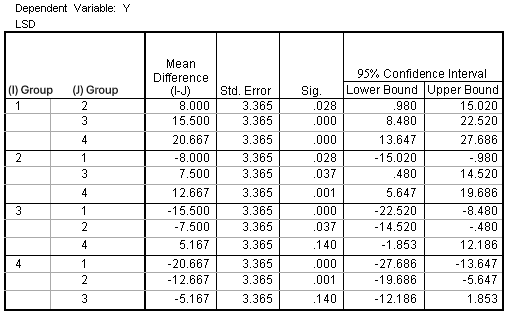 Dependent Variable: Y
LSD
(I) Group (J) Group Mean Difference (I-J) Std. Error Sig. 95% Confidence Interval
Lower Bound Upper Bound
1 2 8.000 3.365 .028 .980 15.020
3 15.500 3.365 .000 8.480 22.520
4 20.667 3.365 .000 13.647 27.686
2 1 -8.000 3.365 .028 -15.020 -.980
3 7.500 3.365 .037 .480 14.520
4 12.667 3.365 .001 5.647 19.686
3 1 -15.500 3.365 .000 -22.520 -8.480
2 -7.500 3.365 .037 -14.520 -.480
4 5.167 3.365 .140 -1.853 12.186
4 1 -20.667 3.365 .000 -27.686 -13.647
2 -12.667 3.365 .001 -19.686 -5.647
3 -5.167 3.365 .140 -12.186 1.853